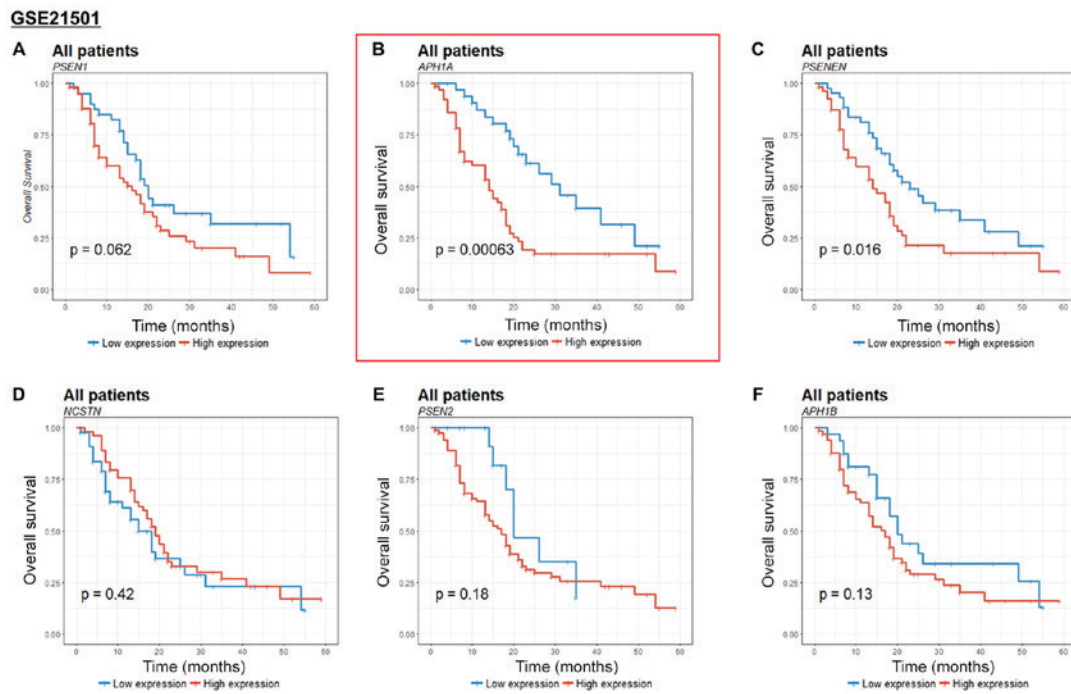 GSE21501
A All patients
PSEN1
1.00
0.75
0.50
0.25
0.00
Overall Survival
p = 0.062
0 10 20 30 40 50 60
Time (months)
Low expression High expression
B All patients
APH1A
1.00
0.75
0.50
0.25
0.00
Overall survival
p = 0.00063
0 10 20 30 40 50 60
Time (months)
Low expression High expression
C All patients
PSENEN
1.00
0.75
0.50
0.25
0.00
Overall survival
p = 0.016
0 10 20 30 40 50 60
Time (months)
Low expression High expression
D All patients
NCSTN
1.00
0.75
0.50
0.25
0.00
Overall survival
p = 0.42
0 10 20 30 40 50 60
Time (months)
Low expression High expression
E All patients
PSEN2
1.00
0.75
0.50
0.25
0.00
Overall survival
p = 0.18
0 10 20 30 40 50 60
Time (months)
Low expression High expression
F All patients
APH1B
1.00
0.75
0.50
0.25
0.00
Overall survival
p = 0.13
0 10 20 30 40 50 60
Time (months)
Low expression High expression